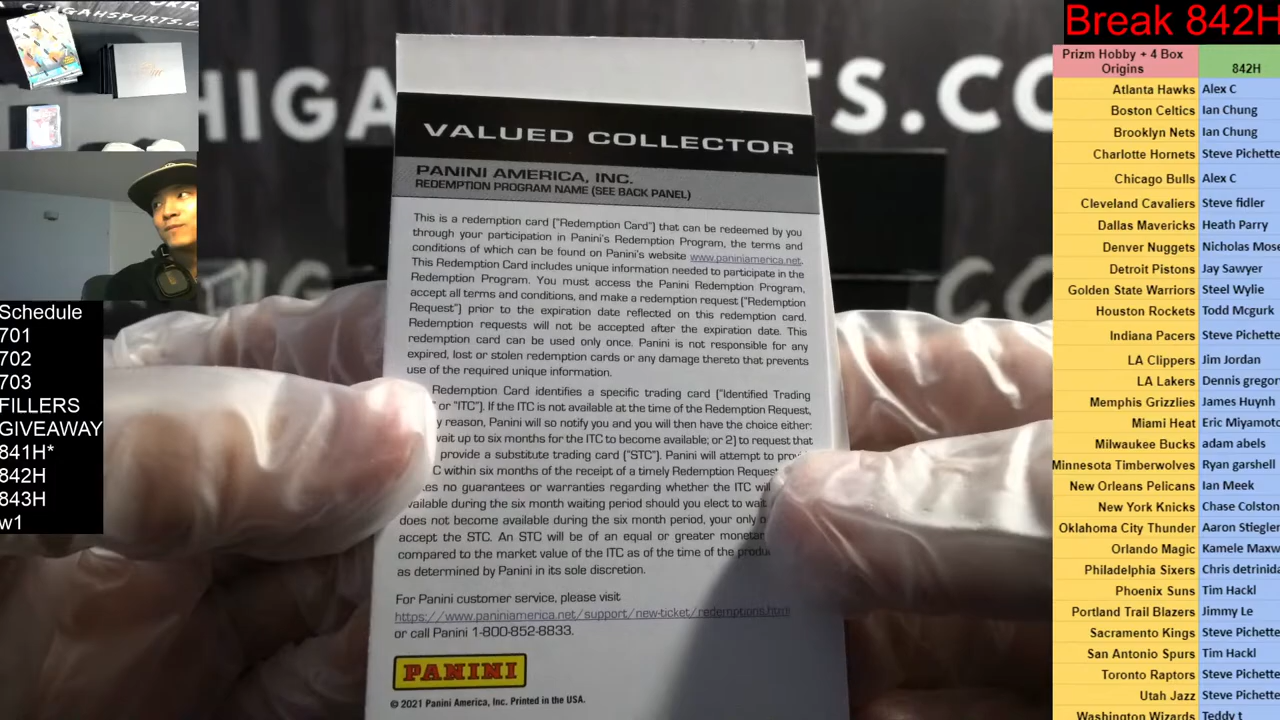 Break 842H
Prizm Hobby + 4 Box
Origins
842H
Atlanta Hawks Alex C
Boston Celtics Ian Chung
Brooklyn Nets Ian Chung
Charlotte Hornets Steve Pichette
Chicago Bulls Alex C
Cleveland Cavaliers Steve fidler
Dallas Mavericks Heath Parry
Denver Nuggets Nicholas Mose
Detroit Pistons Jay Sawyer
Golden State Warriors Steel Wylie
Houston Rockets Todd Mcgurk
Indiana Pacers Steve Pichette
LA Clippers Jim Jordan
LA Lakers Dennis gregor
Memphis Grizzlies James Huynh
Miami Heat Eric Miyamoto
Milwaukee Bucks adam abels
Minnesota Timberwolves Ryan garshell
New Orleans Pelicans Ian Meek
New York Knicks Chase Colston
Oklahoma City Thunder Aaron Stiegler
Orlando Magic Kamele Maxw
Philadelphia Sixers Chris detrinida
Phoenix Suns Tim Hackl
Portland Trail Blazers Jimmy Le
Sacramento Kings Steve Pichette
San Antonio Spurs Tim Hackl
Toronto Raptors Steve Pichette
Utah Jazz Steve Pichette
Washington Wizards Teddy t
Schedule
701
702
703
FILLERS
GIVEAWAY
841H*
842H
843H
w1
HIGAHSPORTS.CO
VALUED COLLECTOR
PANINI AMERICA, INC.
REDEMPTION PROGRAM NAME (SEE BACK PANEL)
This is a redemption card ("Redemption Card") that can be redeemed by you
through your participation in Panini's Redemption Program, the terms and
conditions of which can be found on Panini's website www.paniniamerica.net.
This Redemption Card includes unique information needed to participate in the
Redemption Program. You must access the Panini Redemption Program,
accept all terms and conditions, and make a redemption request ("Redemption
Request") prior to the expiration date reflected on this redemption card.
Redemption requests will not be accepted after the expiration date. This
redemption card can be used only once. Panini is not responsible for any
expired, lost or stolen redemption cards or any damage thereto that prevents
use of the required unique information.
Redemption Card identifies a specific trading card ("Identified Trading
or "ITC"). If the ITC is not available at the time of the Redemption Request,
y reason, Panini will so notify you and you will then have the choice either:
wait up to six months for the ITC to become available; or 2) to request that
provide a substitute trading card ("STC"). Panini will attempt to provi
C within six months of the receipt of a timely Redemption Request
es no guarantees or warranties regarding whether the ITC will
vailable during the six month waiting period should you elect to wait
does not become available during the six month period, your only o
accept the STC. An STC will be of an equal or greater monetar
compared to the market value of the ITC as of the time of the produ
as determined by Panini in its sole discretion.
For Panini customer service, please visit
https://www.paniniamerica.net/support/new-ticket/redemptions.html
or call Panini 1-800-852-8833.
PANINI
© 2021 Panini America, Inc. Printed in the USA.